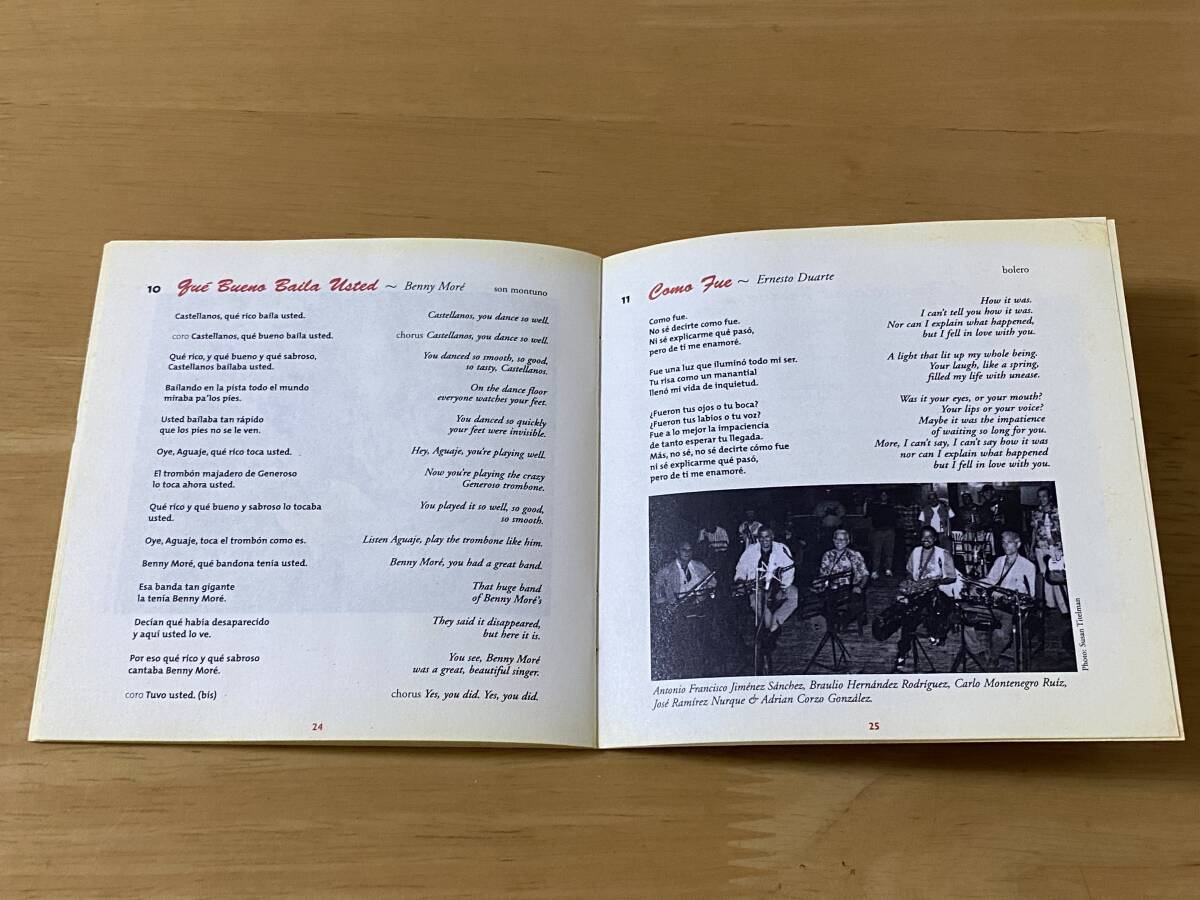 10 Qué Bueno Baila Usted ~ Benny Moré son montuno
Castellanos, qué rico baila usted.
coro Castellanos, qué bueno baila usted.
Qué rico, y qué bueno y qué sabroso,
Castellanos bailaba usted.
Bailando en la pista todo el mundo
miraba pa'los pies.
Usted bailaba tan rápido
que los pies no se le ven.
Oye, Aguaje, qué rico toca usted.
El trombón majadero de Generoso
lo toca ahora usted.
Qué rico y qué bueno y sabroso lo tocaba
usted.
Oye, Aguaje, toca el trombón como es.
Benny Moré, qué bandona tenía usted.
Esa banda tan gigante
la tenía Benny Moré.
Decían qué había desaparecido
y aquí usted lo ve.
Por eso qué rico y qué sabroso
cantaba Benny Moré.
coro Tuvo usted. (bis)
Castellanos, you dance so well.
chorus Castellanos, you dance so well.
You danced so smooth, so good,
so tasty, Castellanos.
On the dance floor
everyone watches your feet.
You danced so quickly
your feet were invisible.
Hey, Aguaje, you're playing well.
Now you're playing the crazy
Generoso trombone.
You played it so well, so good,
so smooth.
Listen Aguaje, play the trombone like him.
Benny Moré, you had a great band.
That huge band
of Benny Moré's
They said it disappeared,
but here it is.
You see, Benny Moré
was a great, beautiful singer.
chorus Yes, you did. Yes, you did.
24
11 Como Fue ~ Ernesto Duarte bolero
Como fue.
No sé decirte como fue.
Ni sé explicarme qué pasó,
pero de ti me enamoré.
Fue una luz que iluminó todo mi ser.
Tu risa como un manantial
llenó mi vida de inquietud.
¿Fueron tus ojos o tu boca?
¿Fueron tus labios o tu voz?
Fue a lo mejor la impaciencia
de tanto esperar tu llegada.
Más, no sé, no sé decirte cómo fue
ni sé explicarme qué pasó,
pero de ti me enamoré.
How it was.
I can't tell you how it was.
Nor can I explain what happened,
but I fell in love with you.
A light that lit up my whole being.
Your laugh, like a spring,
filled my life with unease.
Was it your eyes, or your mouth?
Your lips or your voice?
Maybe it was the impatience
of waiting so long for you.
More, I can't say, I can't say how it was
nor can I explain what happened
but I fell in love with you.
Photo: Susan Titelman
Antonio Francisco Jiménez Sánchez, Braulio Hernández Rodríguez, Carlo Montenegro Ruíz,
José Ramírez Nurque & Adrian Corzo González.
25